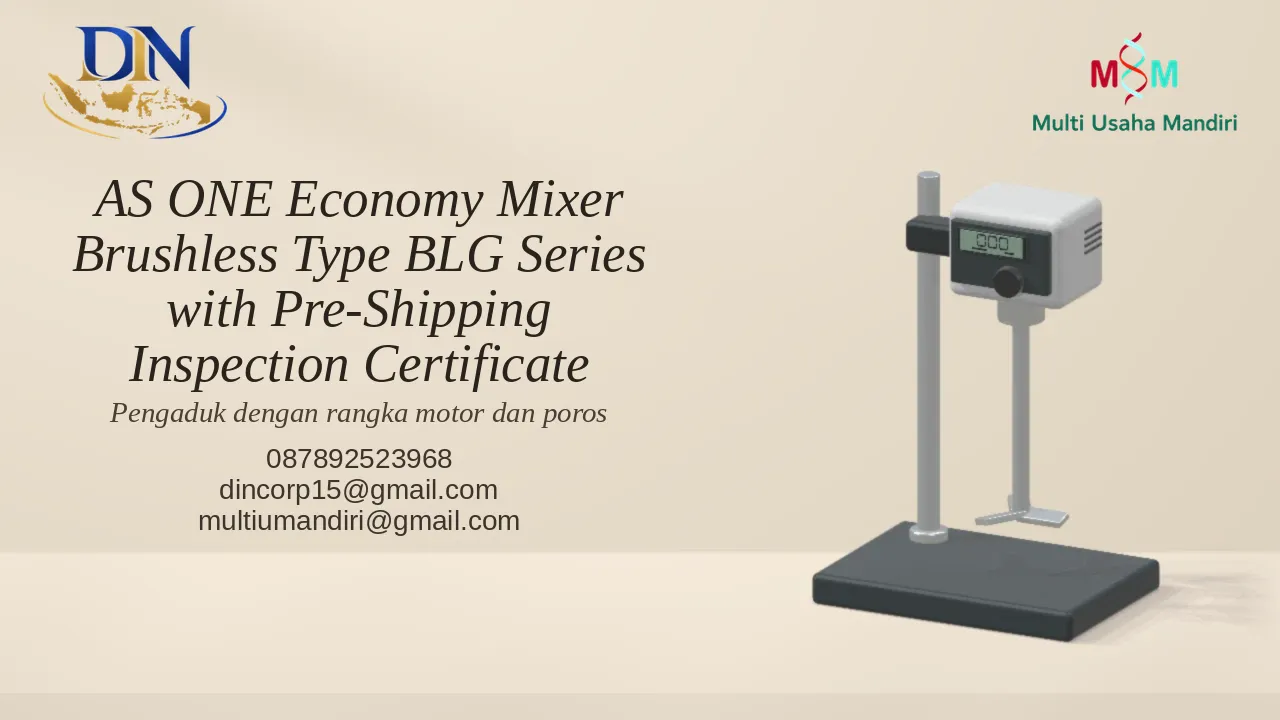 DN
M M
Multi Usaha Mandiri
AS ONE Economy Mixer
Brushless Type BLG Series
with Pre-Shipping
Inspection Certificate
Pengaduk dengan rangka motor dan poros
087892523968
dincorp15@gmail.com
multiumandiri@gmail.com
000